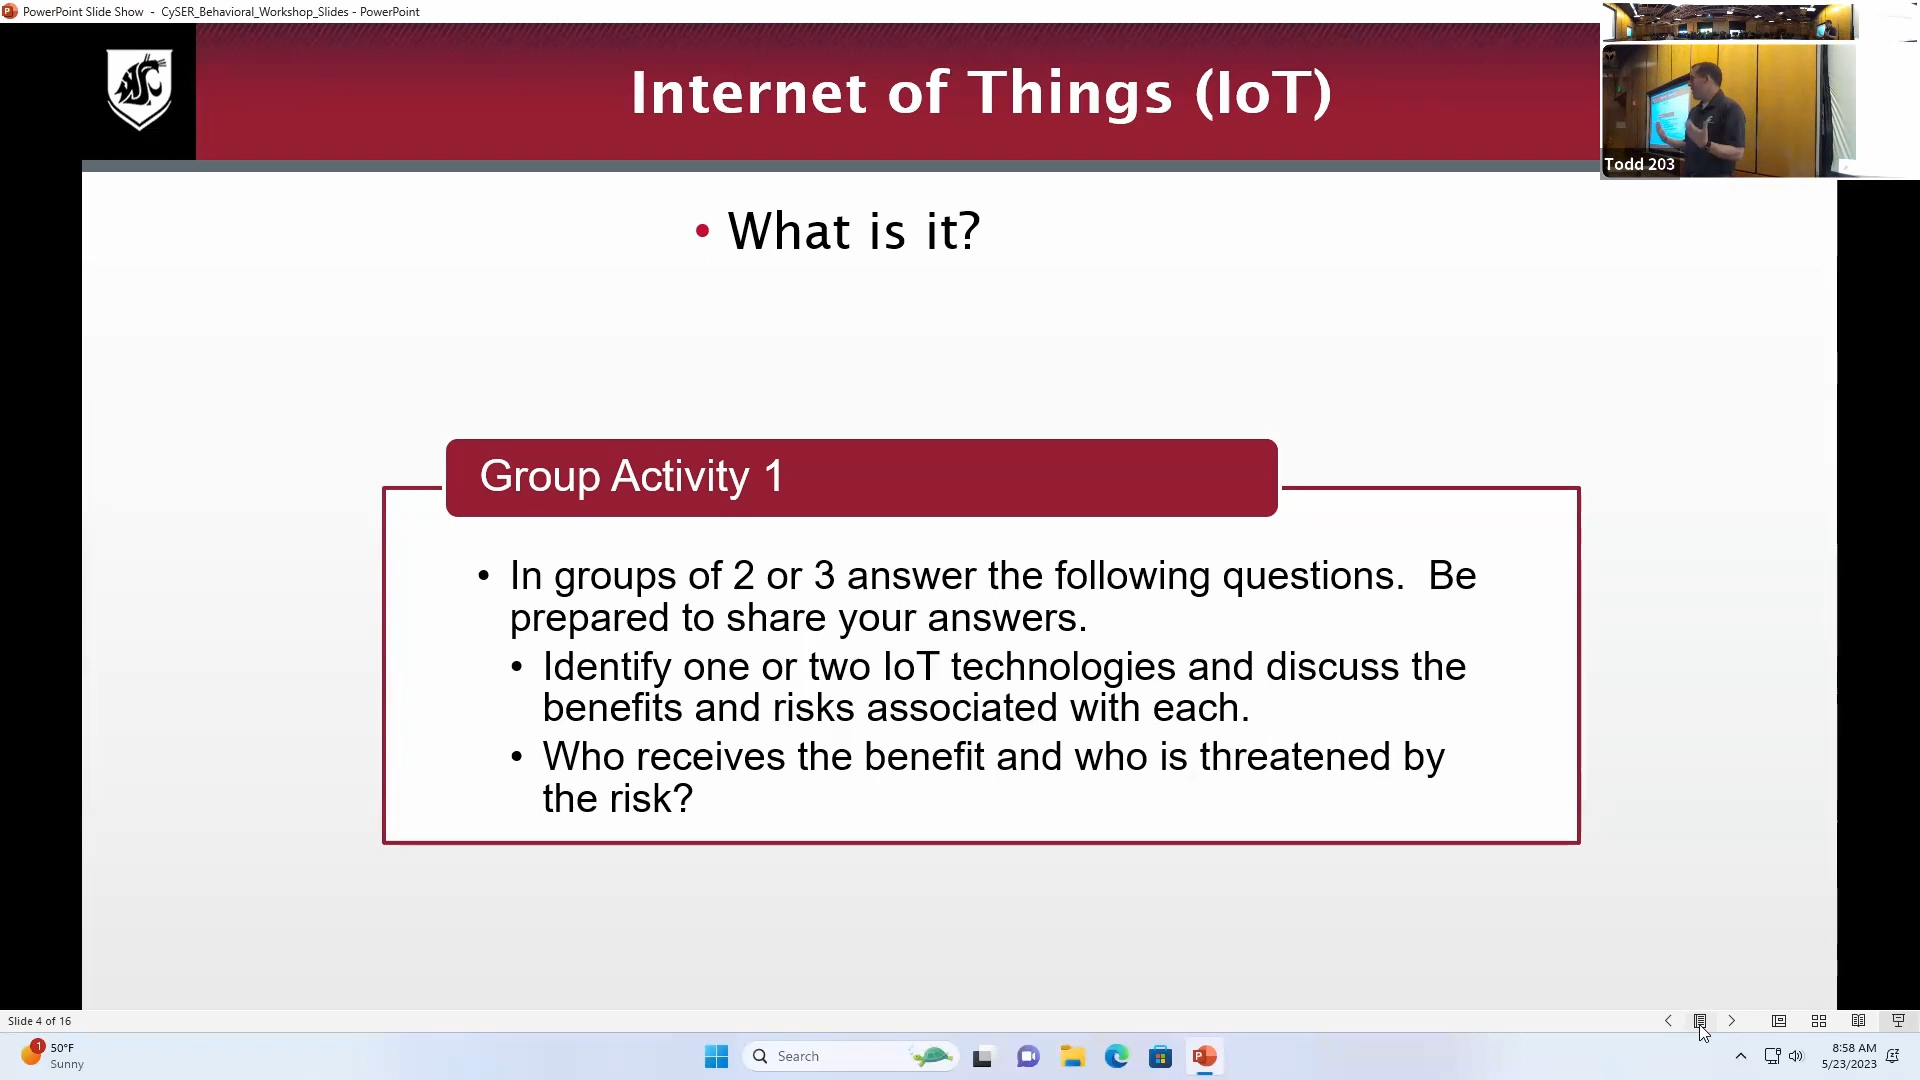 PowerPoint Slide Show - CySER_Behavioral_Workshop_Slides - PowerPoint
Internet of Things (IoT)
Todd 203
• What is it?
Group Activity 1
• In groups of 2 or 3 answer the following questions.  Be
prepared to share your answers.
• Identify one or two IoT technologies and discuss the
benefits and risks associated with each.
• Who receives the benefit and who is threatened by
the risk?
Slide 4 of 16
1
50°F
Sunny
Search
8:58 AM
5/23/2023